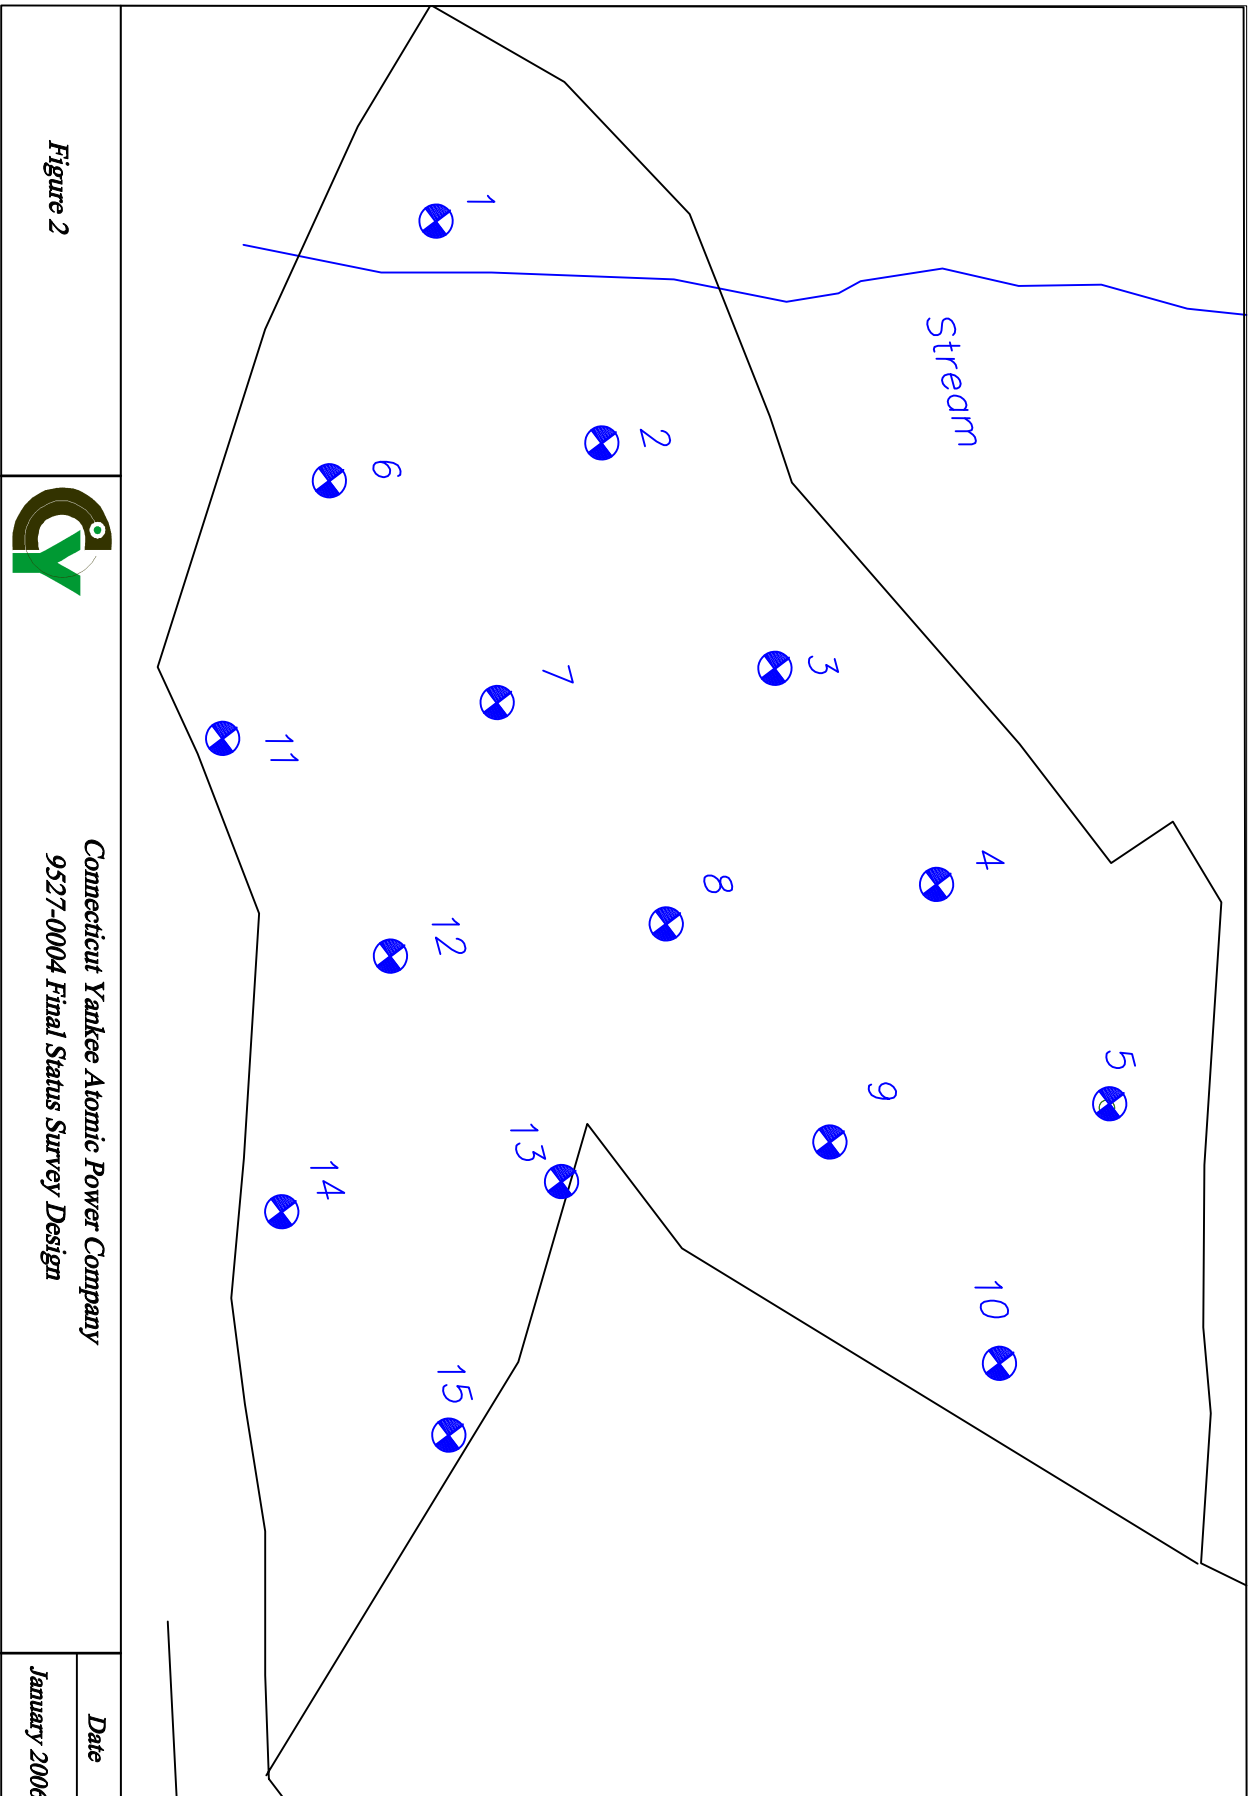 Stream
1
2
3
4
5
6
7
8
9
10
11
12
13
14
15
Figure 2
CY
Connecticut Yankee Atomic Power Company
9527-0004 Final Status Survey Design
Date
January 2006